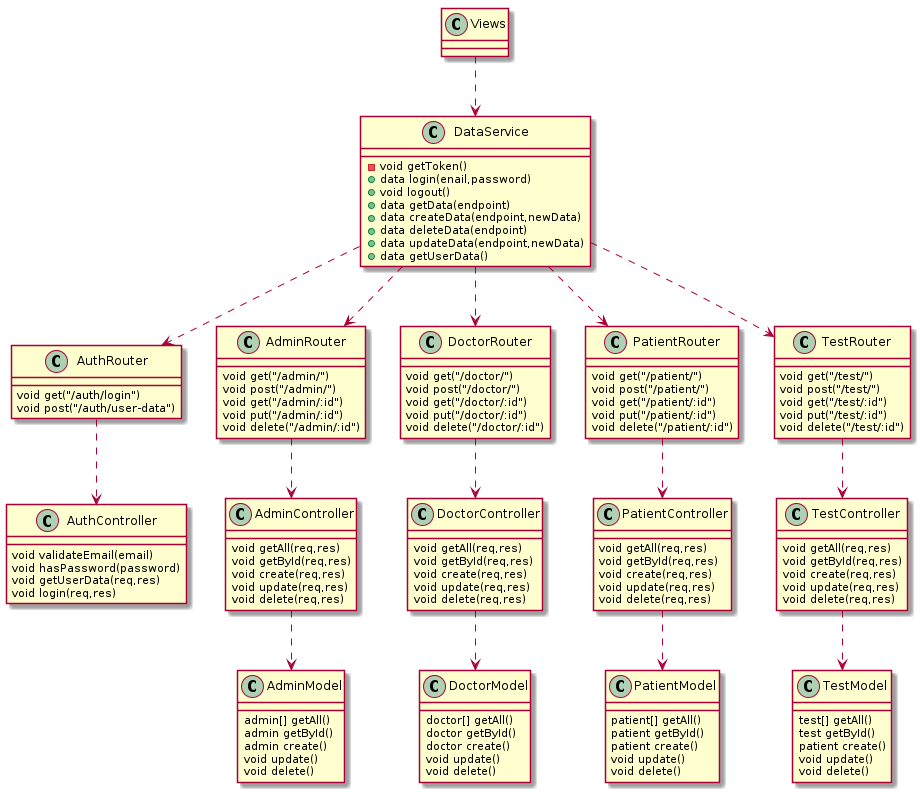 C Views
C DataService
void getToken()
data login(enail,password)
void logout()
data getData(endpoint)
data createData(endpoint,newData)
data deleteData(endpoint)
data updateData(endpoint,newData)
data getUserData()
C AuthRouter
void get("/auth/login")
void post("/auth/user-data")
C AdminRouter
void get("/admin/")
void post("/admin/")
void get("/admin/:id")
void put("/admin/:id")
void delete("/admin/:id")
C DoctorRouter
void get("/doctor/")
void post("/doctor/")
void get("/doctor/:id")
void put("/doctor/:id")
void delete("/doctor/:id")
C PatientRouter
void get("/patient/")
void post("/patient/")
void get("/patient/:id")
void put("/patient/:id")
void delete("/patient/:id")
C TestRouter
void get("/test/")
void post("/test/")
void get("/test/:id")
void put("/test/:id")
void delete("/test/:id")
C AuthController
void validateEmail(email)
void hasPassword(password)
void getUserData(req,res)
void login(req,res)
C AdminController
void getAll(req,res)
void getById(req,res)
void create(req,res)
void update(req,res)
void delete(req,res)
C DoctorController
void getAll(req,res)
void getById(req,res)
void create(req,res)
void update(req,res)
void delete(req,res)
C PatientController
void getAll(req,res)
void getById(req,res)
void create(req,res)
void update(req,res)
void delete(req,res)
C TestController
void getAll(req,res)
void getById(req,res)
void create(req,res)
void update(req,res)
void delete(req,res)
C AdminModel
admin[] getAll()
admin getById()
admin create()
void update()
void delete()
C DoctorModel
doctor[] getAll()
doctor getById()
doctor create()
void update()
void delete()
C PatientModel
patient[] getAll()
patient getById()
patient create()
void update()
void delete()
C TestModel
test[] getAll()
test getById()
patient create()
void update()
void delete()